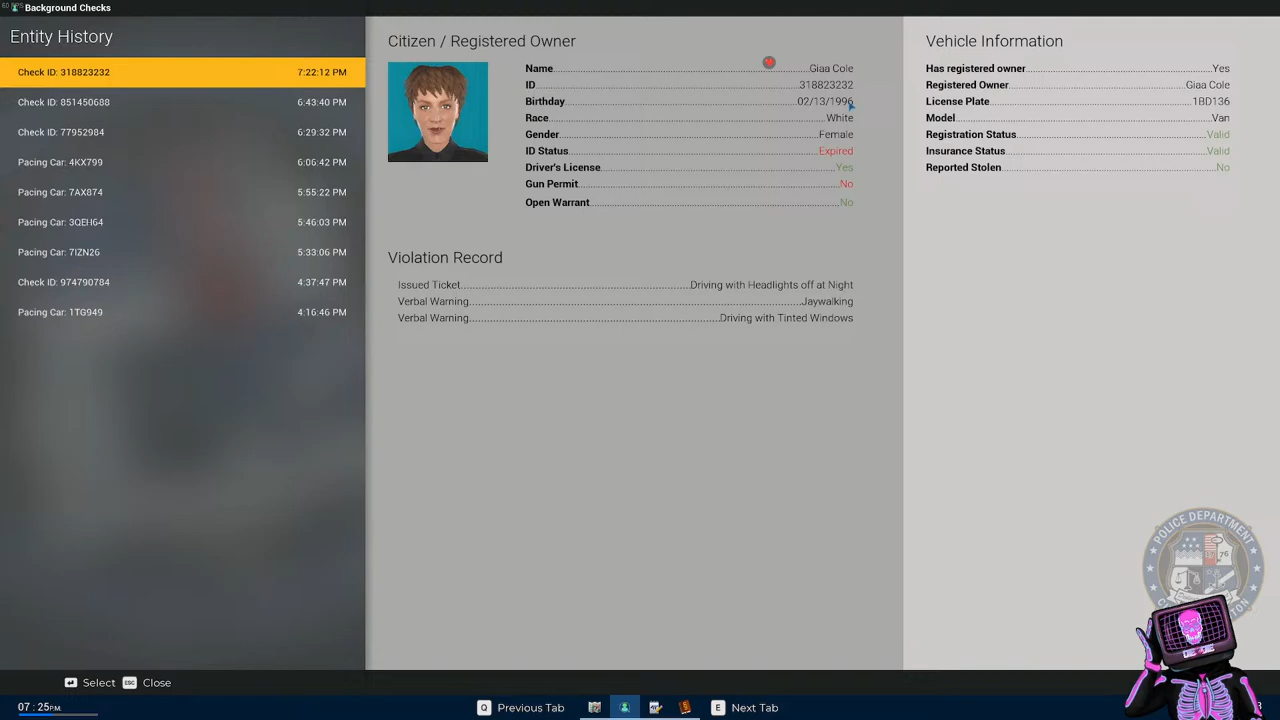 60 FPS
Background Checks
Entity History
Check ID: 318823232 7:22:12 PM
Check ID: 851450688 6:43:40 PM
Check ID: 77952984 6:29:32 PM
Pacing Car: 4KX799 6:06:42 PM
Pacing Car: 7AX874 5:55:22 PM
Pacing Car: 3QEH64 5:46:03 PM
Pacing Car: 7IZN26 5:33:06 PM
Check ID: 974790784 4:37:47 PM
Pacing Car: 1TG949 4:16:46 PM
Citizen / Registered Owner
Name Giaa Cole
ID 318823232
Birthday 02/13/1996
Race White
Gender Female
ID Status Expired
Driver's License Yes
Gun Permit No
Open Warrant No
Violation Record
Issued Ticket Driving with Headlights off at Night
Verbal Warning Jaywalking
Verbal Warning Driving with Tinted Windows
Vehicle Information
Has registered owner Yes
Registered Owner Giaa Cole
License Plate 1BD136
Model Van
Registration Status Valid
Insurance Status Valid
Reported Stolen No
POLICE DEPARTMENT
17 76
Select ESC Close
07 : 25 P.M.
Q Previous Tab E Next Tab